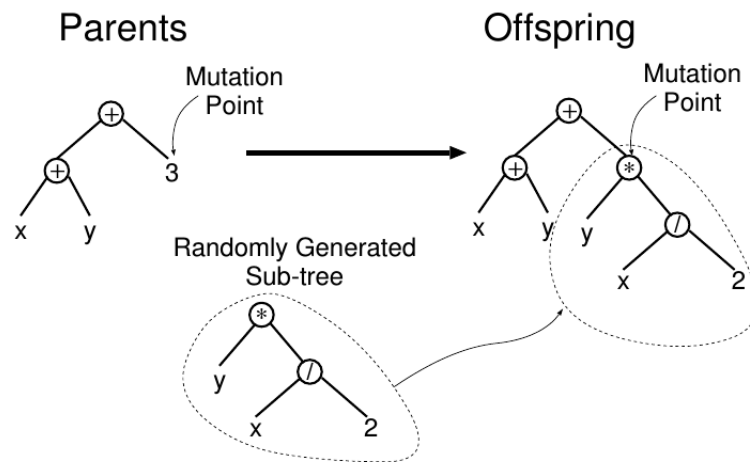 Parents
Offspring
Mutation
Point
Mutation
Point
+
+
3
x
y
+
+
*
x
y
y
/
x
2
Randomly Generated
Sub-tree
*
y
/
x
2